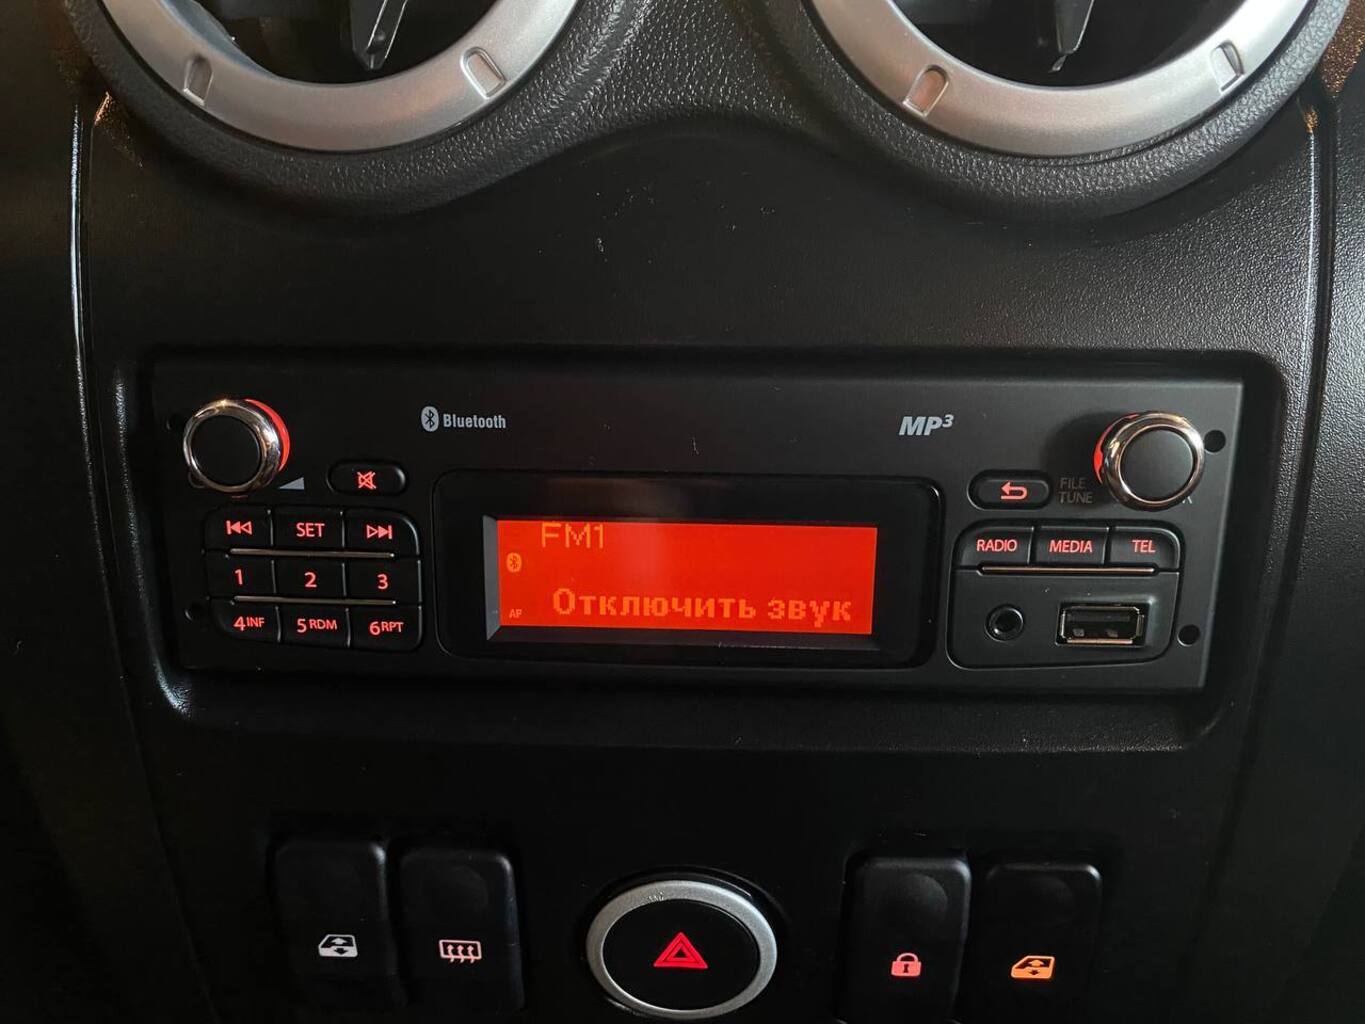 Bluetooth
MP3
FILE
TUNE
SET
1 2 3
4INF 5RDM 6RPT
FM1
AF
Отключить звук
RADIO MEDIA TEL